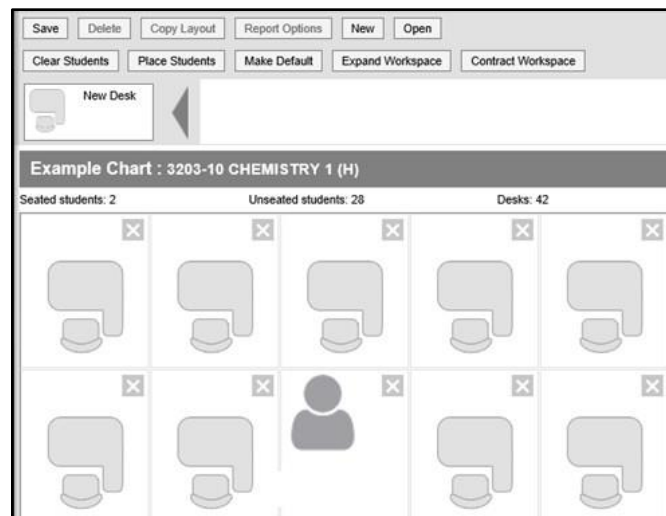 Save Delete Copy Layout Report Options New Open
Clear Students Place Students Make Default Expand Workspace Contract Workspace
New Desk
Example Chart : 3203-10 CHEMISTRY 1 (H)
Seated students: 2 Unseated students: 28 Desks: 42